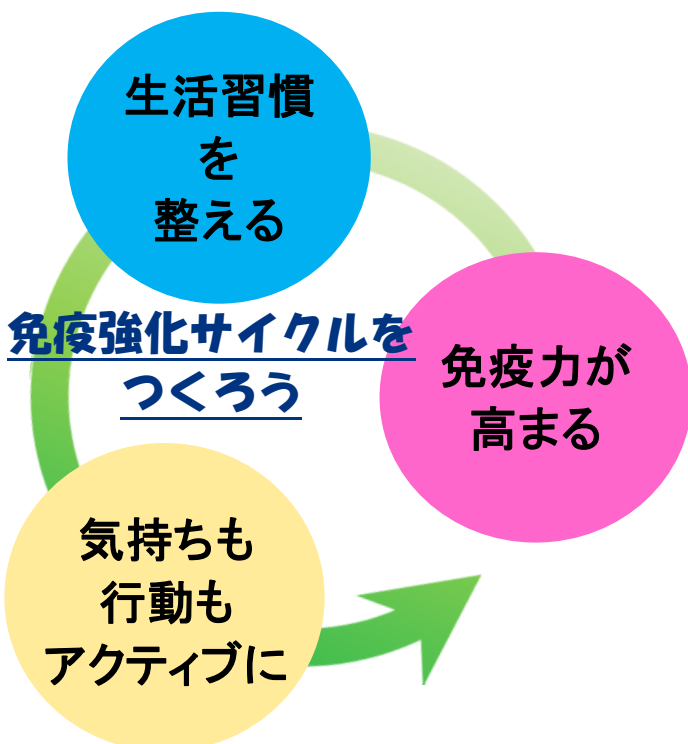 生活習慣
を
整える
免疫強化サイクルを
つくろう
免疫力が
高まる
気持ちも
行動も
アクティブに